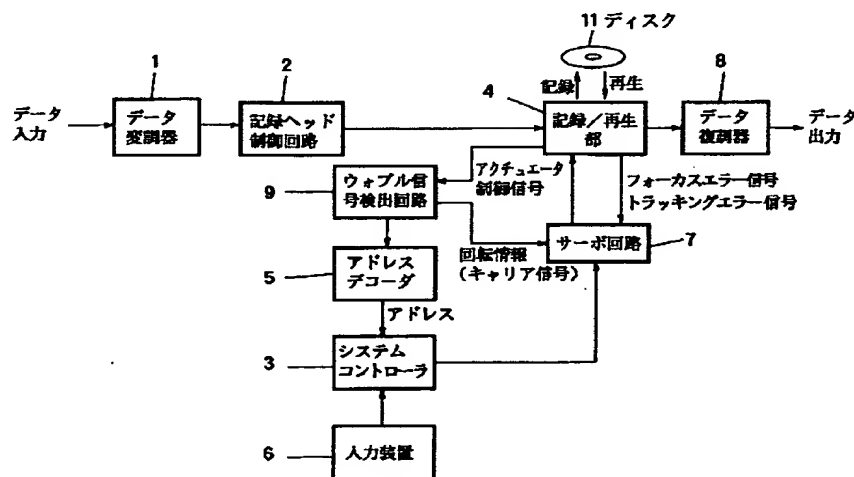 11 ディスク
1
2
4
記録
再生
8
データ
入力
データ
変調器
記録ヘッド
制御回路
記録/再生
部
データ
復調器
データ
出力
9
ウォブル信
号検出回路
アクチュエータ
制御信号
フォーカスエラー信号
トラッキングエラー信号
サーボ回路
7
回転情報
(キャリア信号)
5
アドレス
デコーダ
アドレス
3
システム
コントローラ
6
入力装置